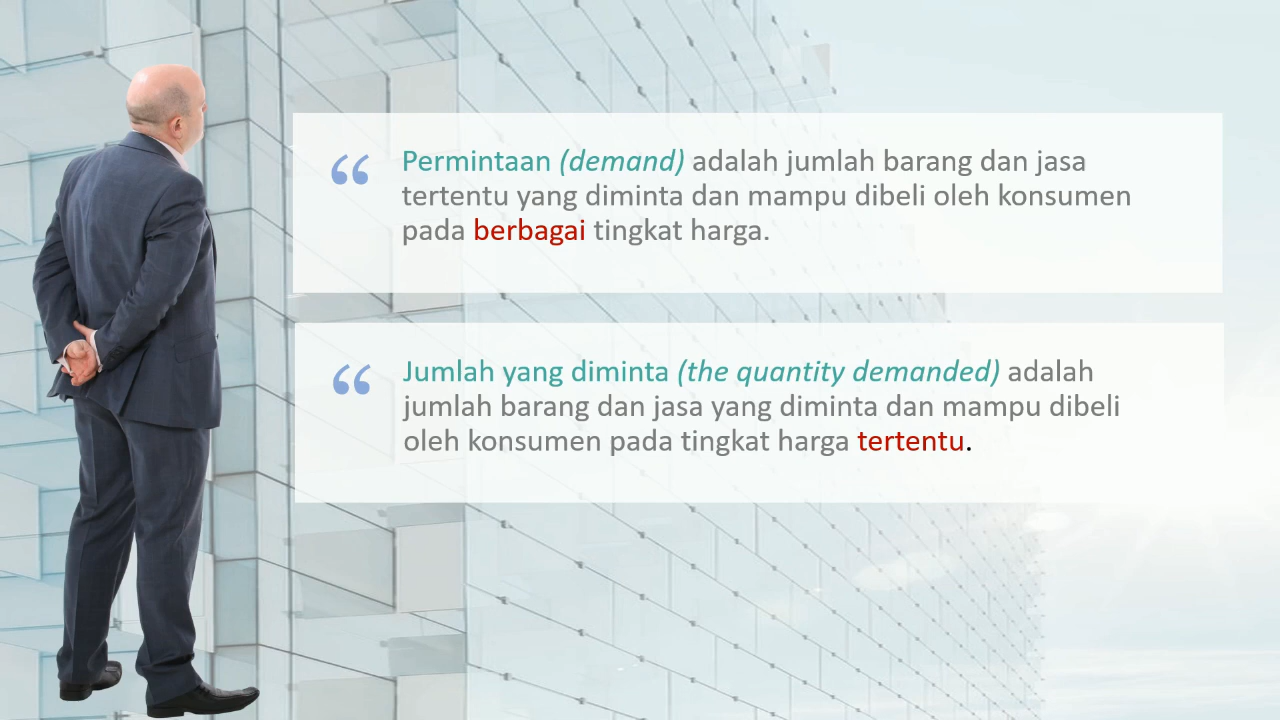 “ Permintaan (demand) adalah jumlah barang dan jasa
tertentu yang diminta dan mampu dibeli oleh konsumen
pada berbagai tingkat harga.
“ Jumlah yang diminta (the quantity demanded) adalah
jumlah barang dan jasa yang diminta dan mampu dibeli
oleh konsumen pada tingkat harga tertentu.